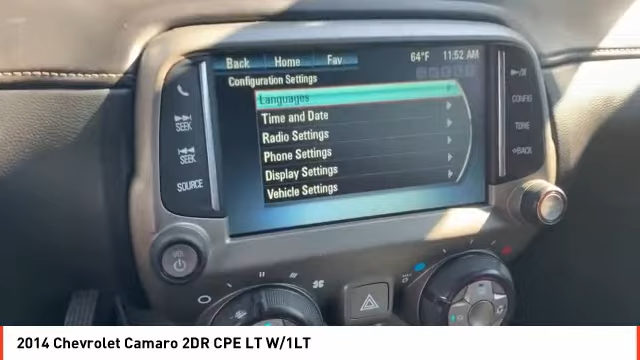 Back Home Fav 64°F 11:52 AM
Configuration Settings
Languages
Time and Date
Radio Settings
Phone Settings
Display Settings
Vehicle Settings
SEEK
SEEK
SOURCE
CONFIG
TONE
BACK
VOL
2014 Chevrolet Camaro 2DR CPE LT W/1LT